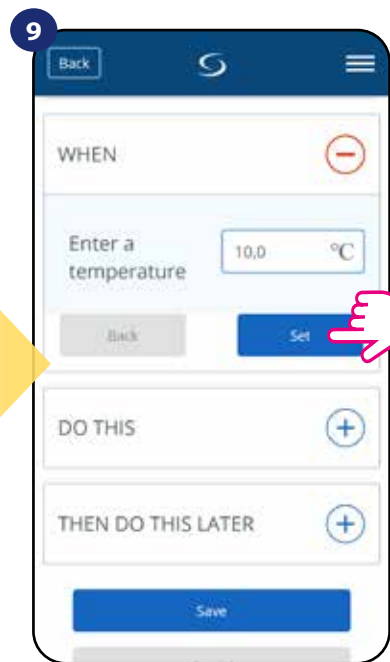 9
Back
WHEN
Enter a
temperature
10,0 °C
Back Set
DO THIS
THEN DO THIS LATER
Save